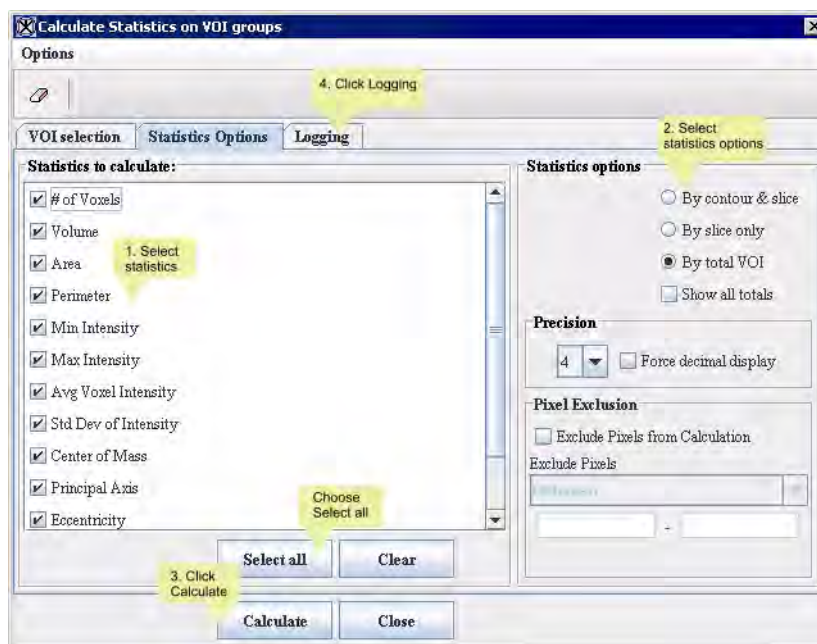 Calculate Statistics on VOI groups
Options
4. Click Logging
VOI selection
Statistics Options
Logging
2. Select
statistics options
Statistics to calculate:
# of Voxels
Volume
Area
Perimeter
Min Intensity
Max Intensity
Avg Voxel Intensity
Std Dev of Intensity
Center of Mass
Principal Axis
Eccentricity
1. Select
statistics
Choose
Select all
Select all
Clear
Statistics options
By contour & slice
By slice only
By total VOI
Show all totals
Precision
4
Force decimal display
Pixel Exclusion
Exclude Pixels from Calculation
Exclude Pixels
-
3. Click
Calculate
Calculate
Close